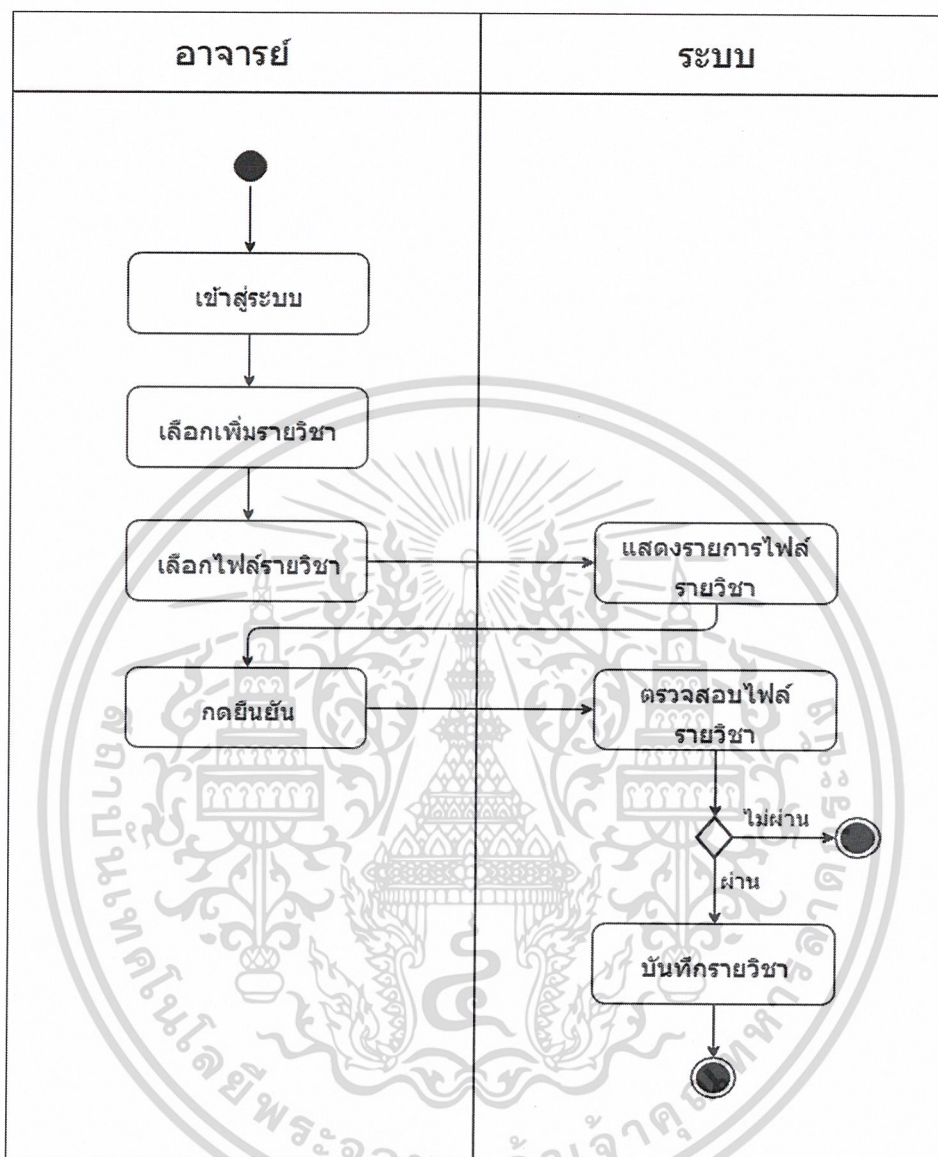 อาจารย์
ระบบ
เข้าสู่ระบบ
เลือกเพิ่มรายวิชา
เลือกไฟล์รายวิชา
แสดงรายการไฟล์
รายวิชา
กดยืนยัน
ตรวจสอบไฟล์
รายวิชา
ไม่ผ่าน
ผ่าน
บันทึกรายวิชา